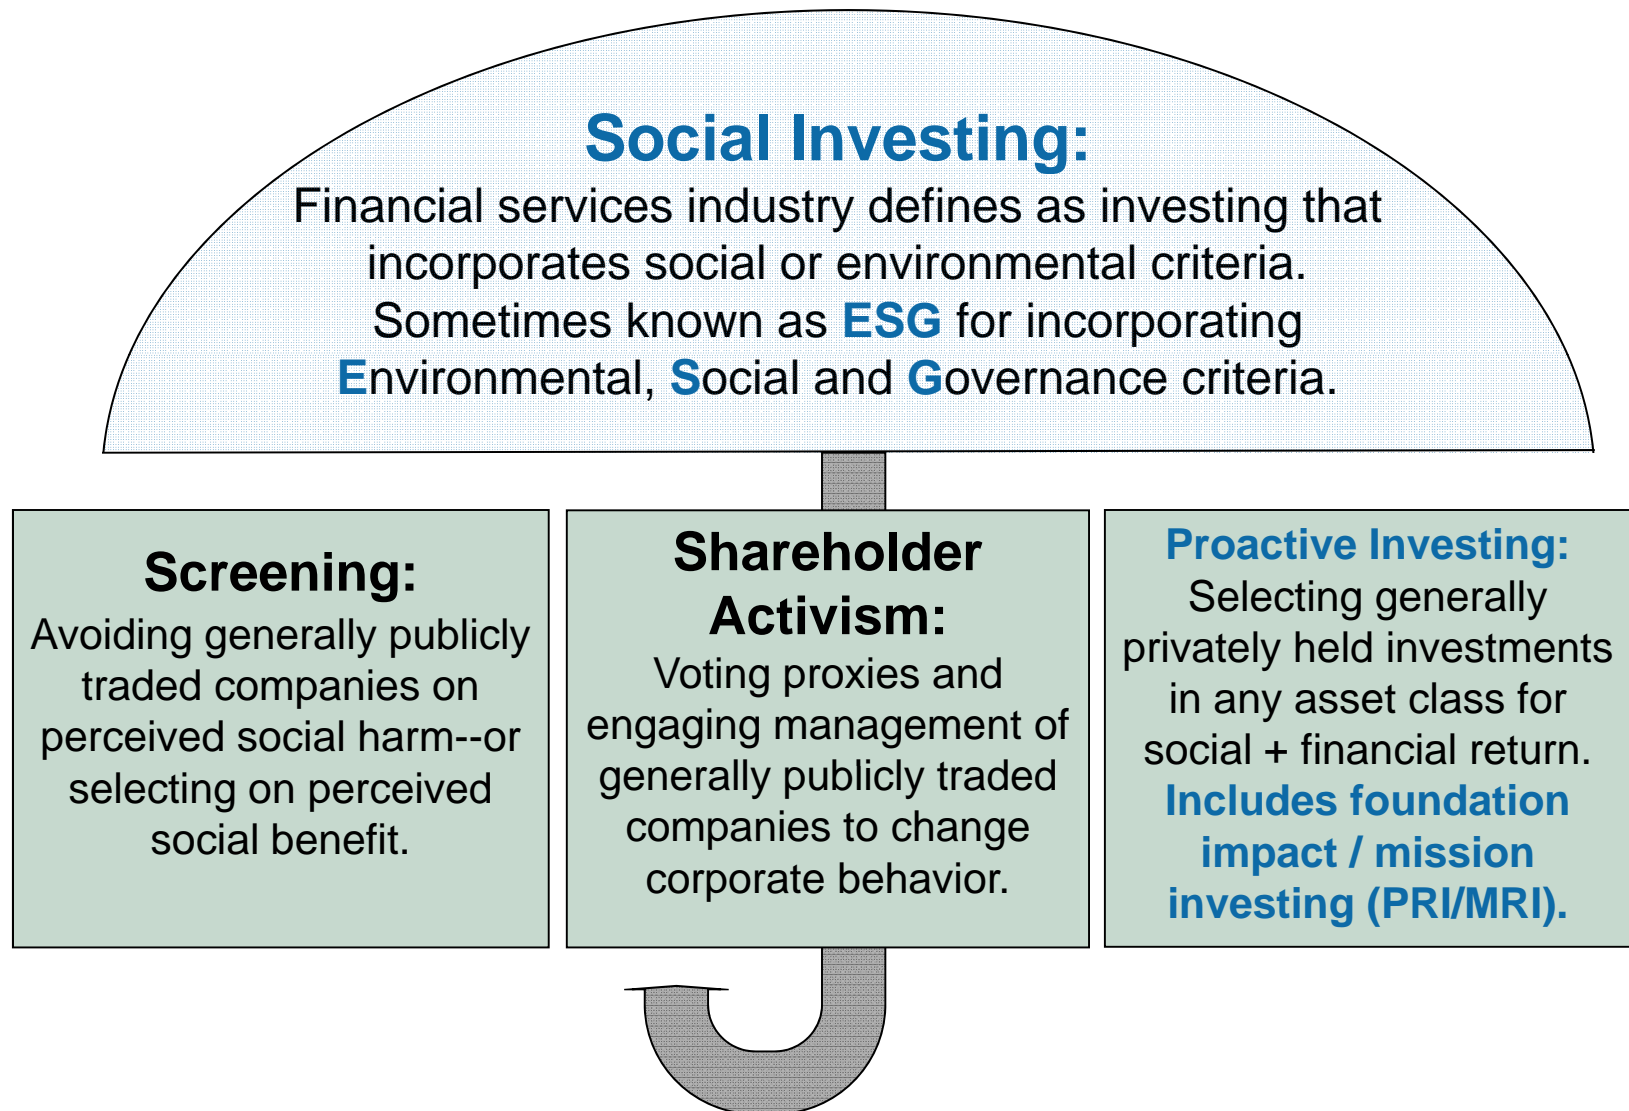 Social Investing:
Financial services industry defines as investing that
incorporates social or environmental criteria.
Sometimes known as ESG for incorporating
Environmental, Social and Governance criteria.
Screening:
Avoiding generally publicly
traded companies on
perceived social harm--or
selecting on perceived
social benefit.
Shareholder
Activism:
Voting proxies and
engaging management of
generally publicly traded
companies to change
corporate behavior.
Proactive Investing:
Selecting generally
privately held investments
in any asset class for
social + financial return.
Includes foundation
impact / mission
investing (PRI/MRI).